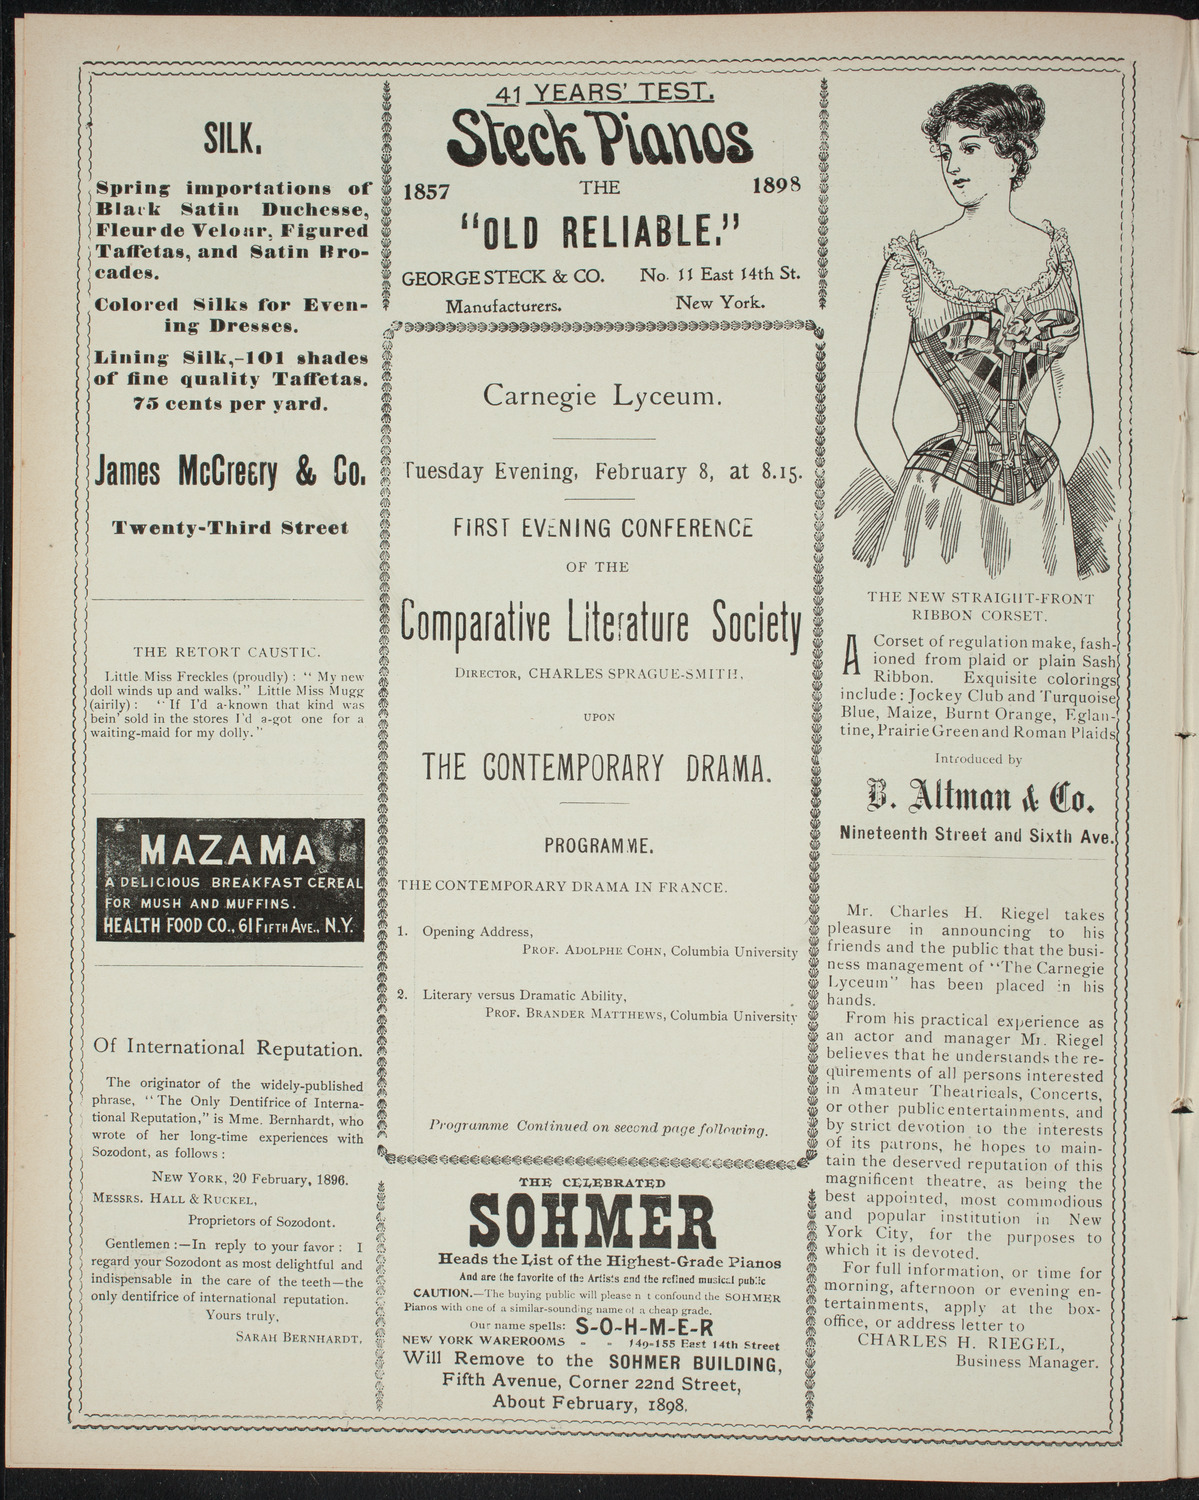 SILK.
Spring importations of
Black Satin Duchesse,
Fleur de Velour, Figured
Taffetas, and Satin Bro-
cades.
Colored Silks for Even-
ing Dresses.
Lining Silk,-101 shades
of fine quality Taffetas.
75 cents per yard.
James McCreery & Co.
Twenty-Third Street
THE RETORT CAUSTIC.
Little Miss Freckles (proudly) : " My new
doll winds up and walks." Little Miss Mugg
(airily) : " If I'd a-known that kind was
bein' sold in the stores I'd a-got one for a
waiting-maid for my dolly."
MAZAMA
A DELICIOUS BREAKFAST CEREAL
FOR MUSH AND MUFFINS.
HEALTH FOOD CO., 61 FIFTH AVE., N.Y.
Of International Reputation.
The originator of the widely-published
phrase, " The Only Dentifrice of Interna-
tional Reputation," is Mme. Bernhardt, who
wrote of her long-time experiences with
Sozodont, as follows :
NEW YORK, 20 February, 1896.
MESSRS. HALL & RUCKEL,
Proprietors of Sozodont.
Gentlemen :—In reply to your favor : I
regard your Sozodont as most delightful and
indispensable in the care of the teeth—the
only dentifrice of international reputation.
Yours truly,
SARAH BERNHARDT.
41 YEARS' TEST.
Steck Pianos
1857 THE 1898
"OLD RELIABLE."
GEORGE STECK & CO. No. 11 East 14th St.
Manufacturers. New York.
Carnegie Lyceum.
Tuesday Evening, February 8, at 8.15.
FIRST EVENING CONFERENCE
OF THE
Comparative Literature Society
DIRECTOR, CHARLES SPRAGUE-SMITH,
UPON
THE CONTEMPORARY DRAMA.
PROGRAMME.
THE CONTEMPORARY DRAMA IN FRANCE.
1. Opening Address,
PROF. ADOLPHE COHN, Columbia University
2. Literary versus Dramatic Ability,
PROF. BRANDER MATTHEWS, Columbia University
Programme Continued on second page following.
THE CELEBRATED
SOHMER
Heads the List of the Highest-Grade Pianos
And are the favorite of the Artists and the refined musical public
CAUTION.—The buying public will please n t confound the SOHMER
Pianos with one of a similar-sounding name of a cheap grade.
Our name spells: S-O-H-M-E-R
NEW YORK WAREROOMS - - 149-155 East 14th Street
Will Remove to the SOHMER BUILDING,
Fifth Avenue, Corner 22nd Street,
About February, 1898.
THE NEW STRAIGHT-FRONT
RIBBON CORSET.
A Corset of regulation make, fash-
ioned from plaid or plain Sash
Ribbon. Exquisite colorings
include : Jockey Club and Turquoise
Blue, Maize, Burnt Orange, Eglan-
tine, Prairie Green and Roman Plaids
Introduced by
B. Altman & Co.
Nineteenth Street and Sixth Ave.
Mr. Charles H. Riegel takes
pleasure in announcing to his
friends and the public that the busi-
ness management of "The Carnegie
Lyceum" has been placed in his
hands.
From his practical experience as
an actor and manager Mr. Riegel
believes that he understands the re-
quirements of all persons interested
in Amateur Theatricals, Concerts,
or other public entertainments, and
by strict devotion to the interests
of its patrons, he hopes to main-
tain the deserved reputation of this
magnificent theatre, as being the
best appointed, most commodious
and popular institution in New
York City, for the purposes to
which it is devoted.
For full information, or time for
morning, afternoon or evening en-
tertainments, apply at the box-
office, or address letter to
CHARLES H. RIEGEL,
Business Manager.